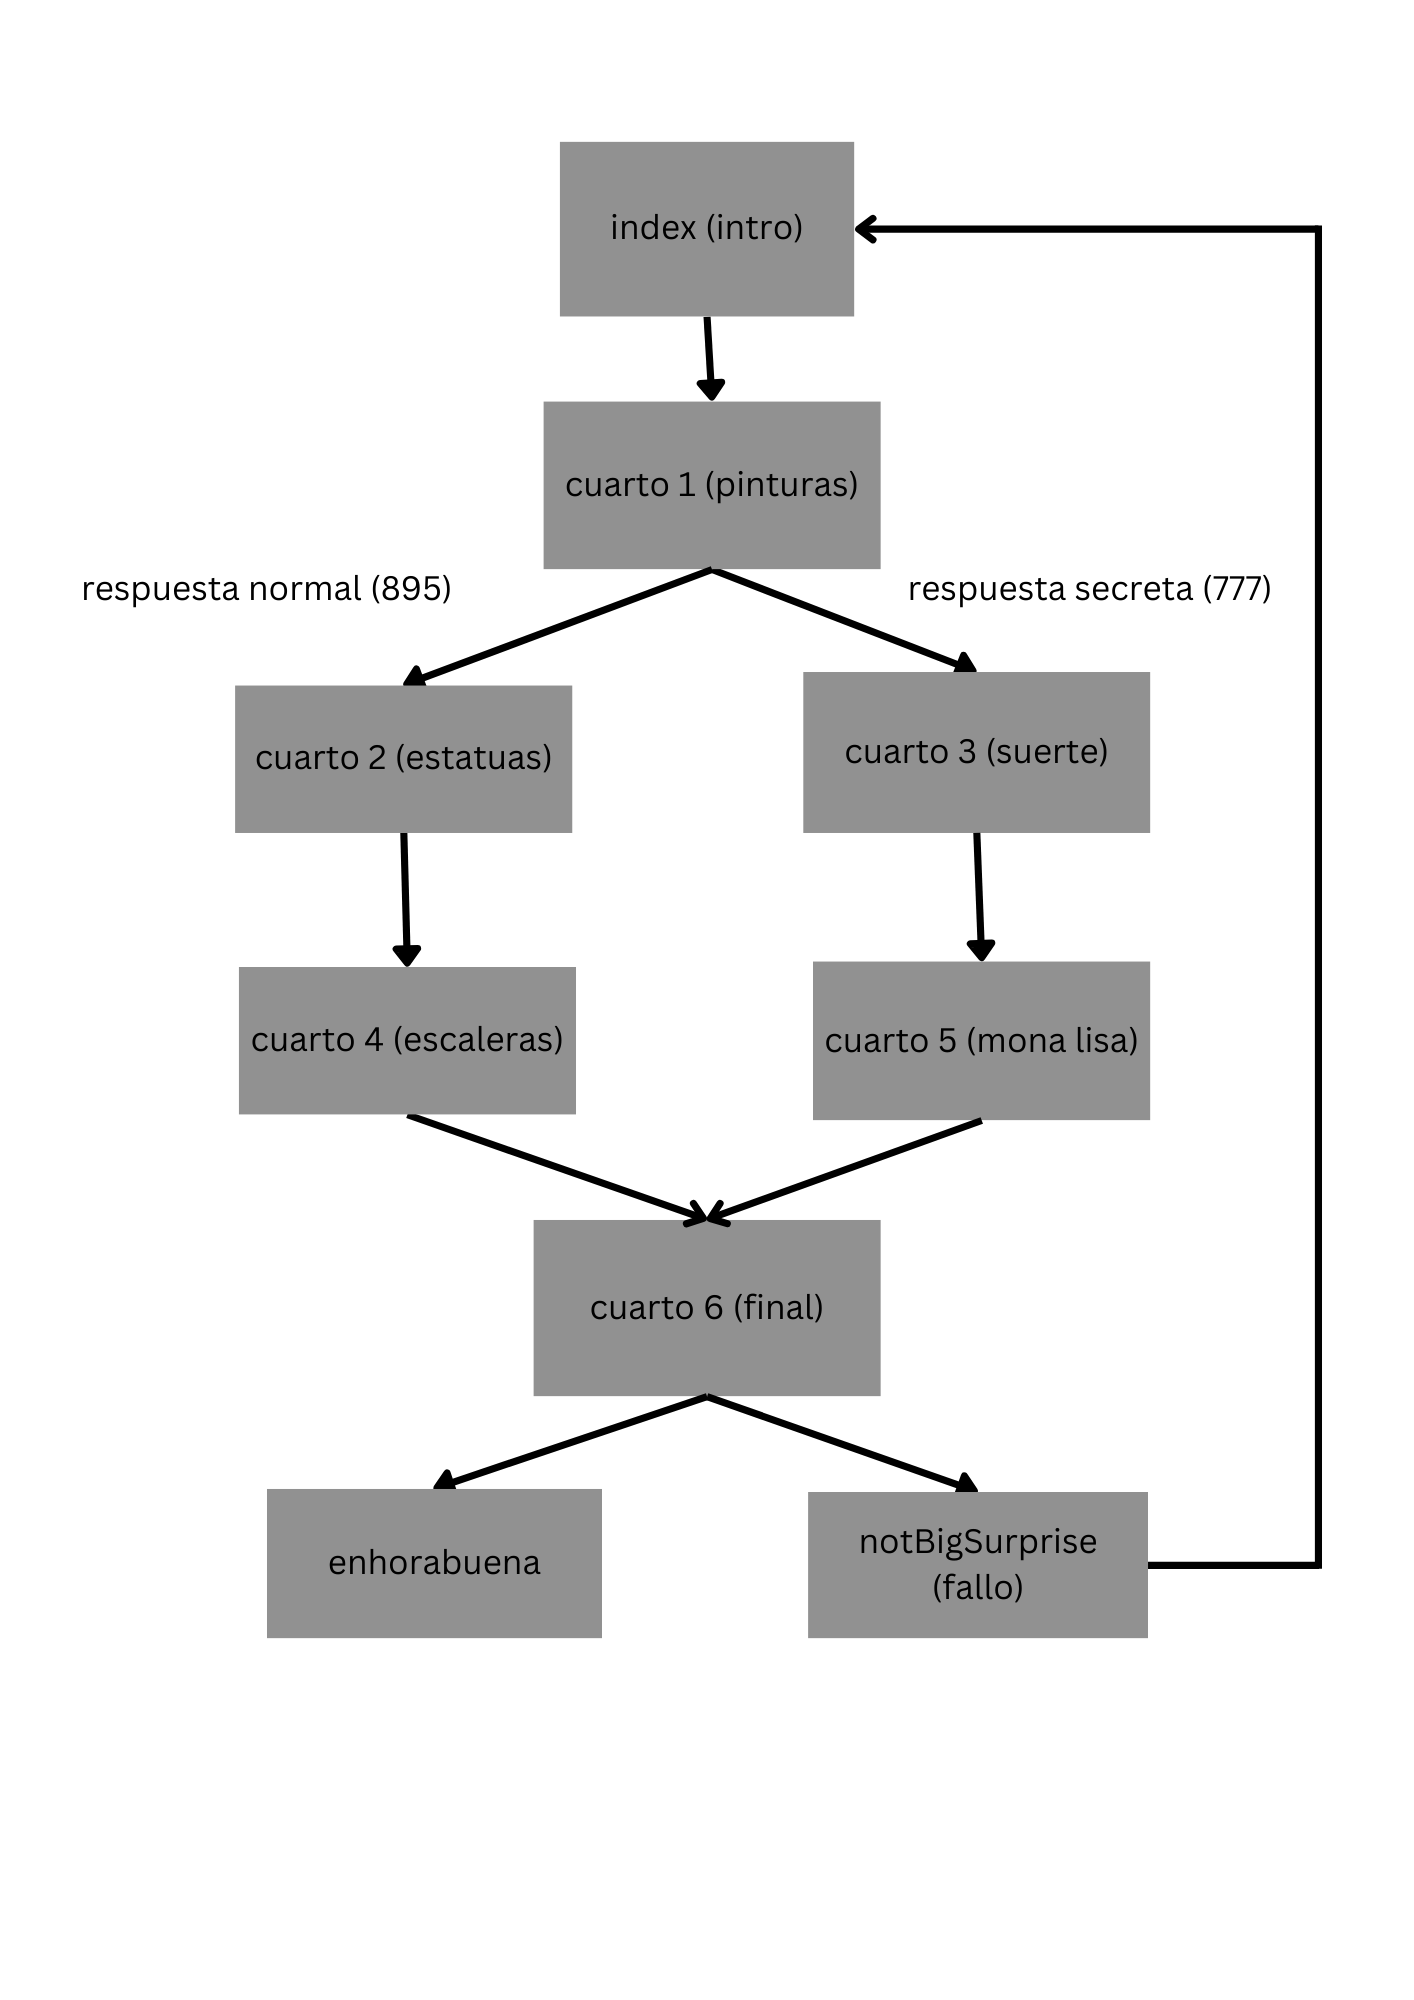 index (intro)
cuarto 1 (pinturas)
respuesta normal (895)
respuesta secreta (777)
cuarto 2 (estatuas)
cuarto 3 (suerte)
cuarto 4 (escaleras)
cuarto 5 (mona lisa)
cuarto 6 (final)
enhorabuena
notBigSurprise
(fallo)